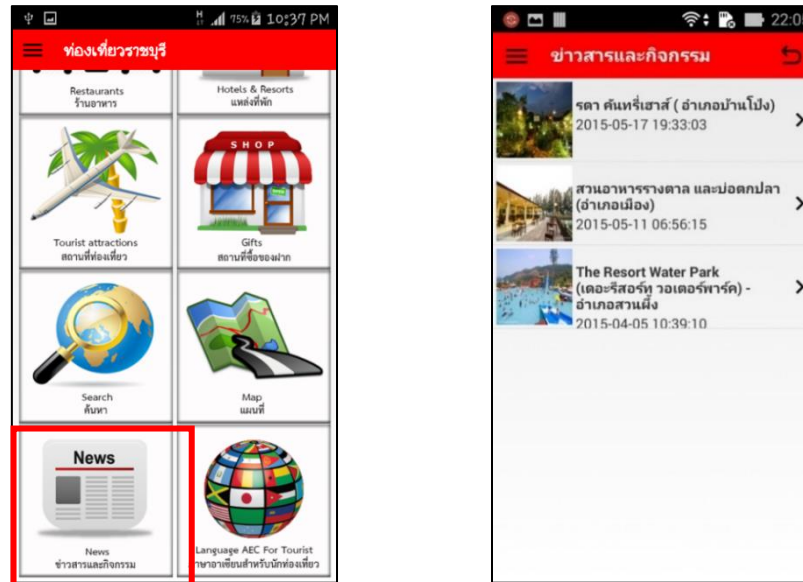 H
LT
75%
10:37 PM
ท่องเที่ยวราชบุรี
Restaurants
ร้านอาหาร
Hotels & Resorts
แหล่งที่พัก
SHOP
Tourist attractions
สถานที่ท่องเที่ยว
Gifts
สถานที่ซื้อของฝาก
Search
ค้นหา
Map
แผนที่
News
News
ข่าวสารและกิจกรรม
Language AEC For Tourist
ภาษาอาเซียนสำหรับนักท่องเที่ยว
22:0
ข่าวสารและกิจกรรม
รดา คันทรี่เฮาส์ ( อำเภอบ้านโป่ง)
2015-05-17 19:33:03
สวนอาหารรางตาล และบ่อตกปลา
(อำเภอเมือง)
2015-05-11 06:56:15
The Resort Water Park
(เดอะรีสอร์ท วอเตอร์พาร์ค) -
อำเภอสวนผึ้ง
2015-04-05 10:39:10